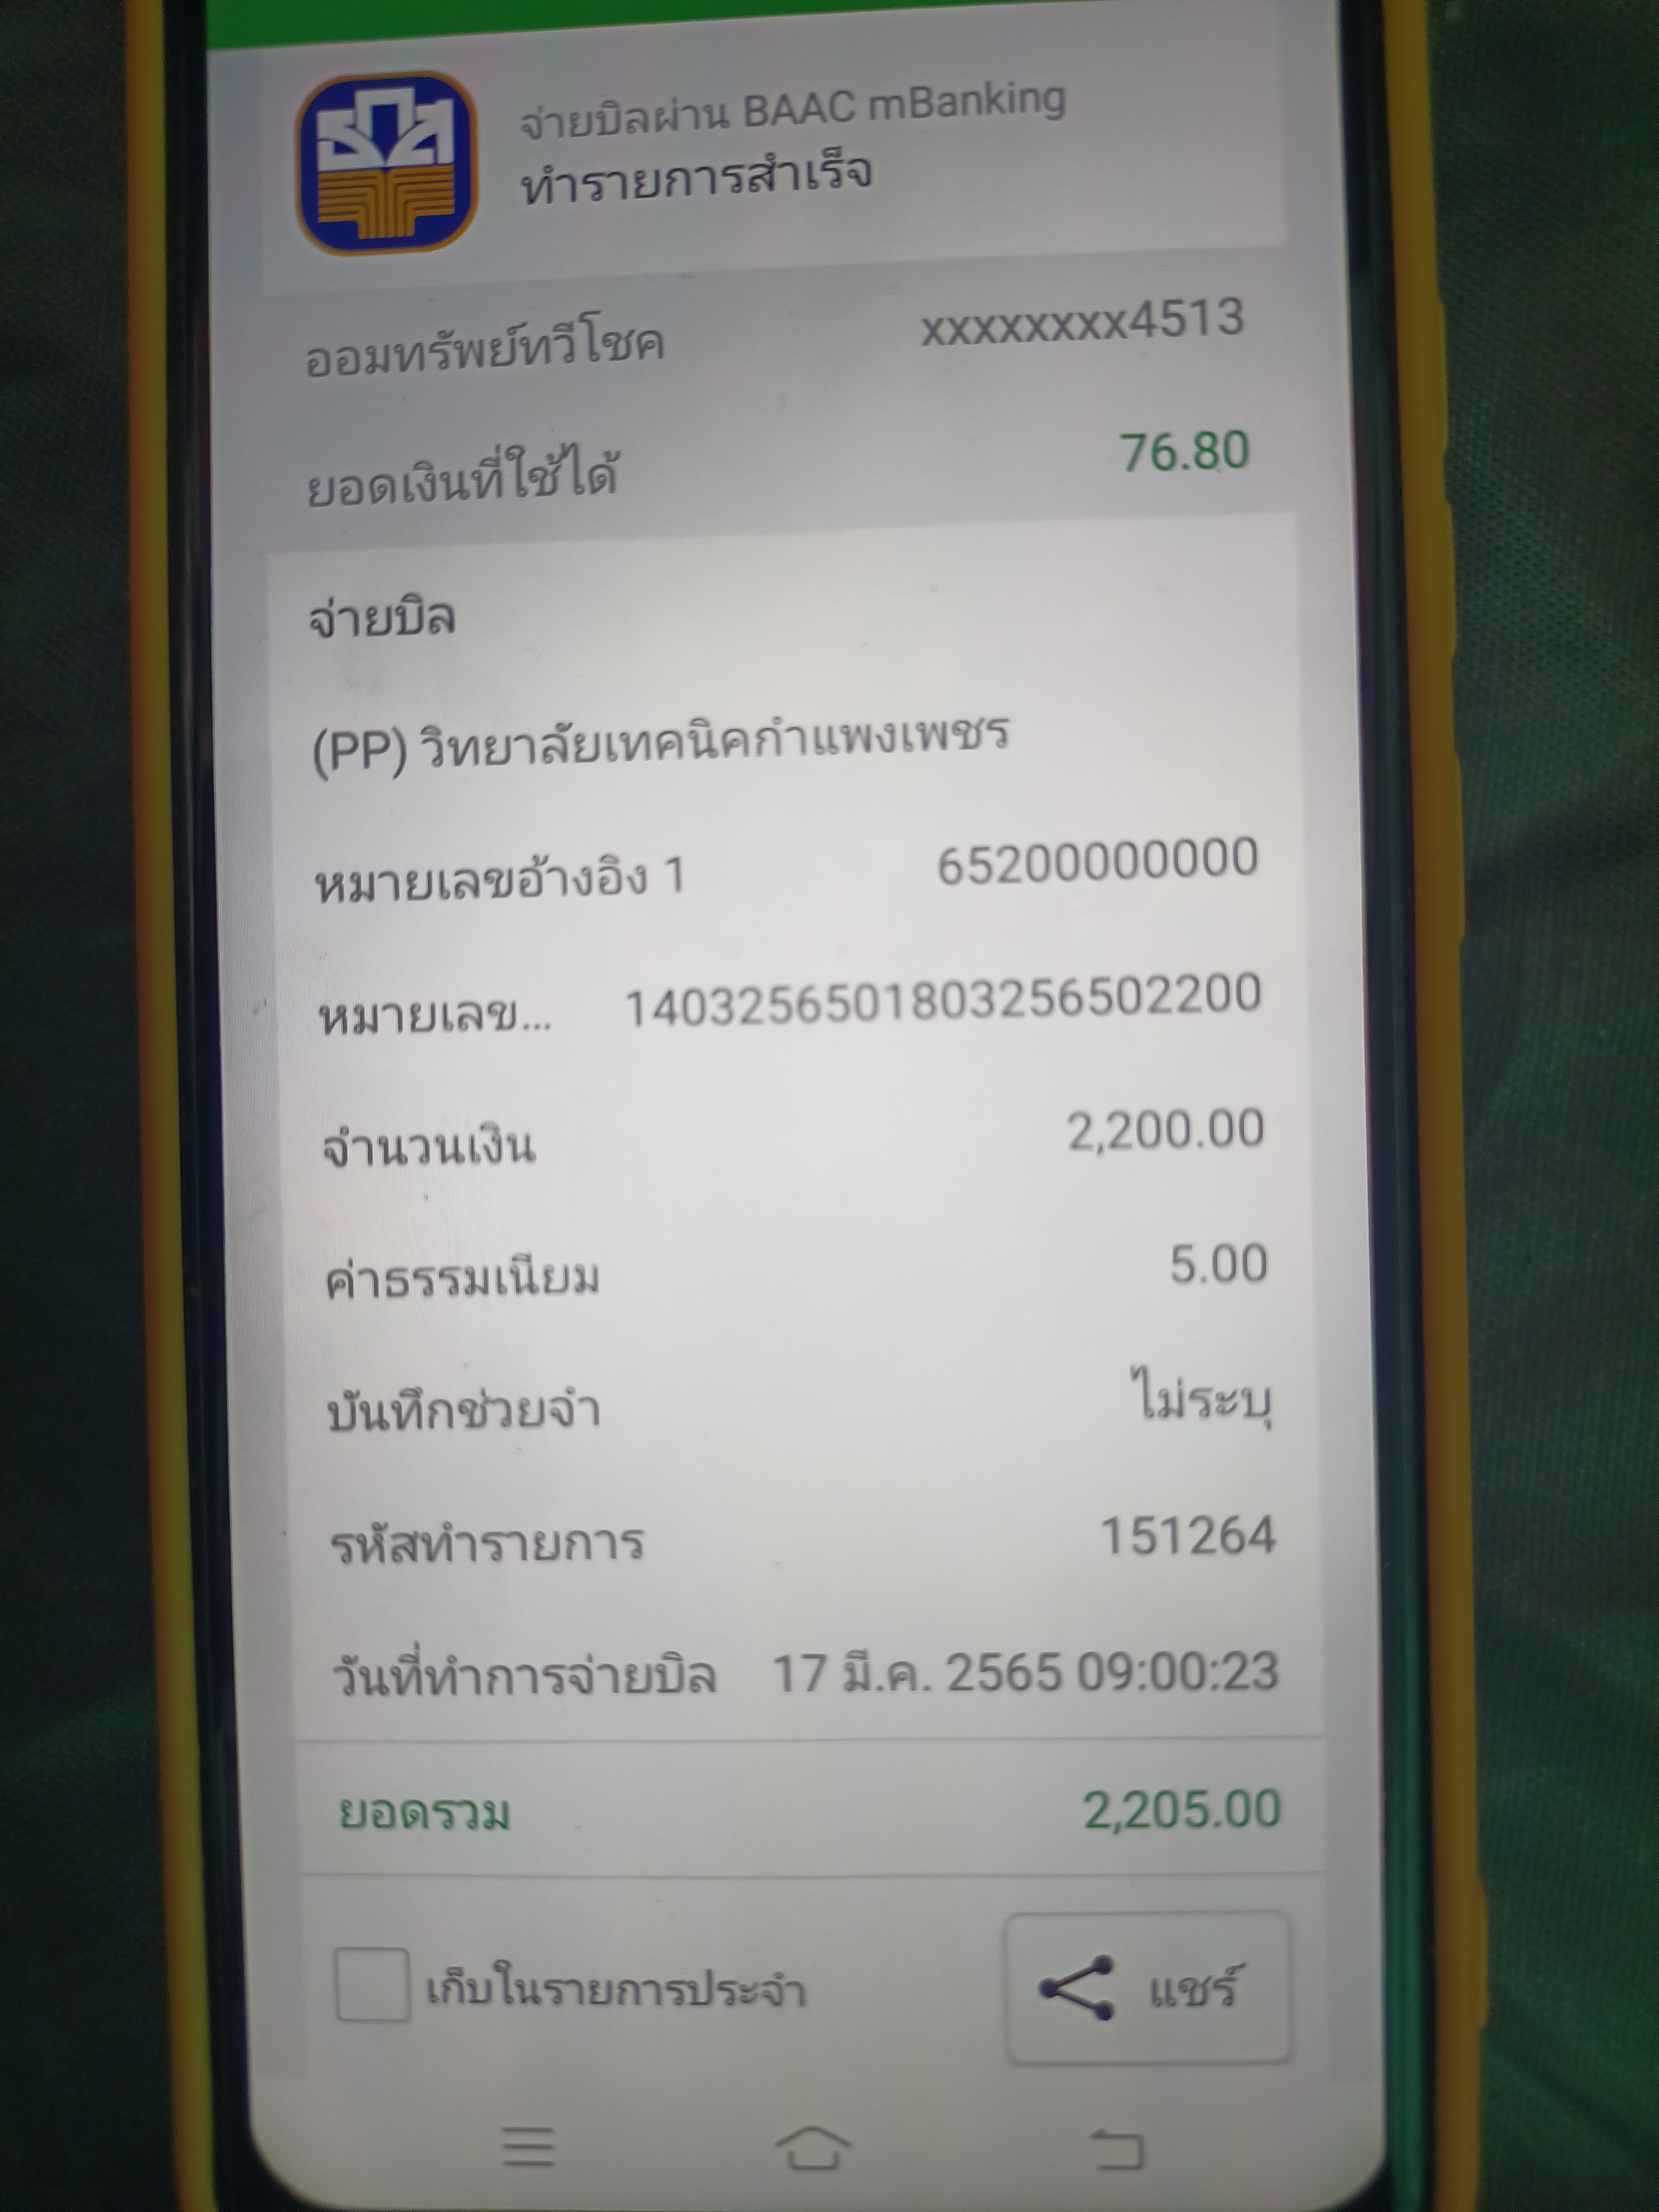 ธกส
จ่ายบิลผ่าน BAAC mBanking
ทำรายการสำเร็จ
ออมทรัพย์ทวีโชค xxxxxxxx4513
ยอดเงินที่ใช้ได้ 76.80
จ่ายบิล
(PP) วิทยาลัยเทคนิคกำแพงเพชร
หมายเลขอ้างอิง 1 65200000000
หมายเลข... 1403256501803256502200
จำนวนเงิน 2,200.00
ค่าธรรมเนียม 5.00
บันทึกช่วยจำ ไม่ระบุ
รหัสทำรายการ 151264
วันที่ทำการจ่ายบิล 17 มี.ค. 2565 09:00:23
ยอดรวม 2,205.00
เก็บในรายการประจำ แชร์